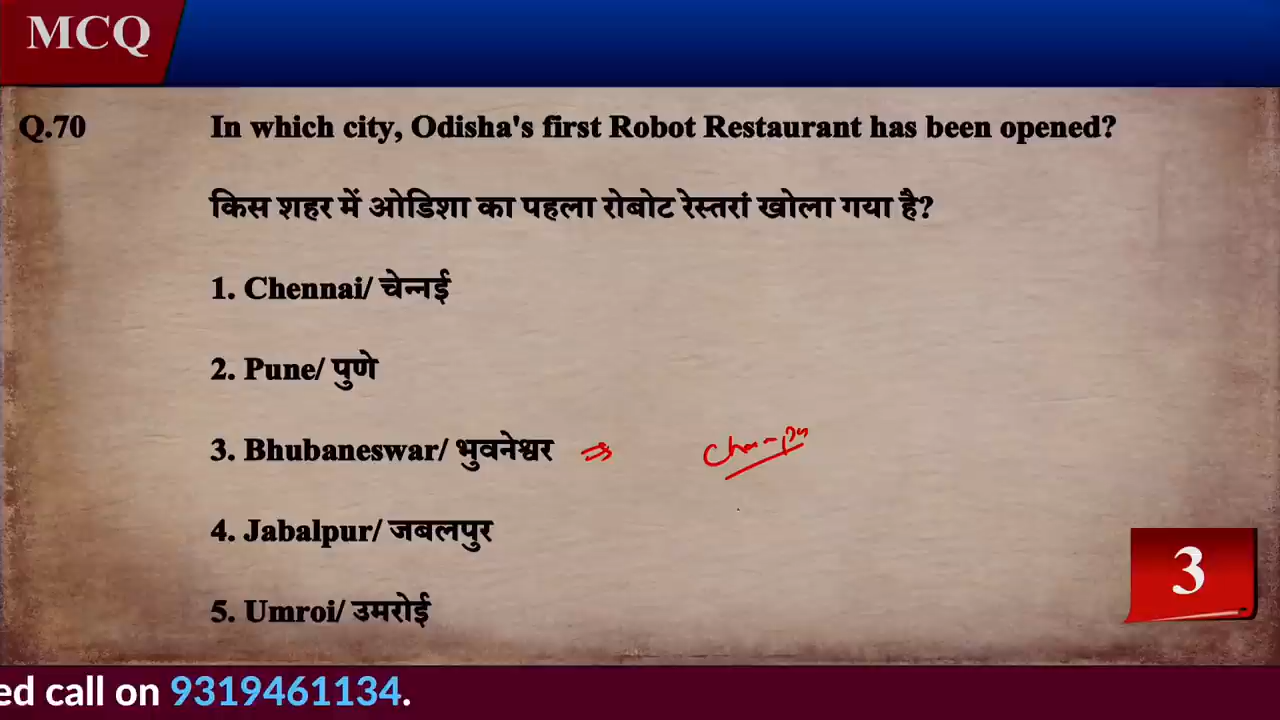 MCQ
Q.70 In which city, Odisha's first Robot Restaurant has been opened?
किस शहर में ओडिशा का पहला रोबोट रेस्तरां खोला गया है?
1. Chennai/ चेन्नई
2. Pune/ पुणे
3. Bhubaneswar/ भुवनेश्वर
4. Jabalpur/ जबलपुर
5. Umroi/ उमरोई
3
ed call on 9319461134.